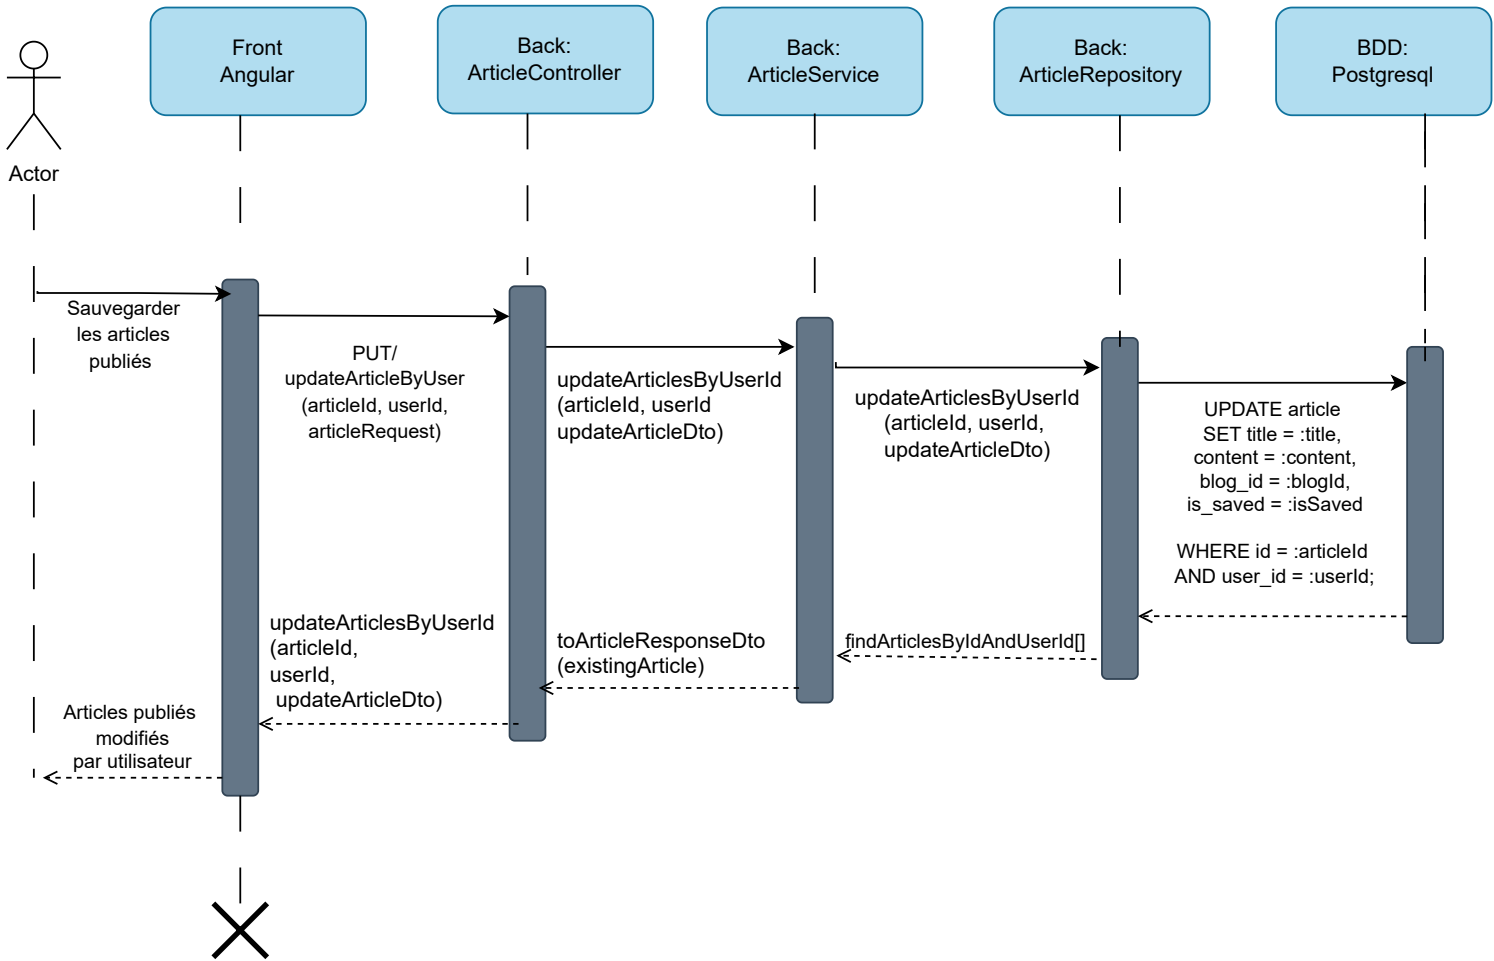 Front
Angular
Back:
ArticleController
Back:
ArticleService
Back:
ArticleRepository
BDD:
Postgresql
Actor
Sauvegarder
les articles
publiés
PUT/
updateArticleByUser
(articleId, userId,
articleRequest)
updateArticlesByUserId
(articleId, userId
updateArticleDto)
updateArticlesByUserId
(articleId, userId,
updateArticleDto)
UPDATE article
SET title = :title,
content = :content,
blog_id = :blogId,
is_saved = :isSaved
WHERE id = :articleId
AND user_id = :userId;
findArticlesByIdAndUserId[]
toArticleResponseDto
(existingArticle)
updateArticlesByUserId
(articleId,
userId,
updateArticleDto)
Articles publiés
modifiés
par utilisateur